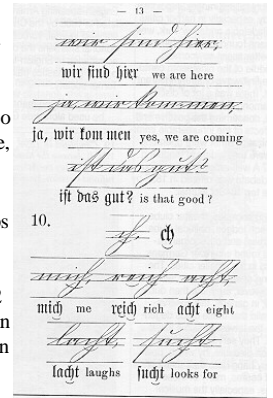 — 13 —
wir sind hier,
wir sind hier we are here
ja, wir kommen,
ja, wir kom men yes, we are coming
ist das gut?
ist das gut? is that good?
10.
ch, ch
mich, reich acht,
mich me reich rich acht eight
lacht, sucht
lacht laughs sucht looks for